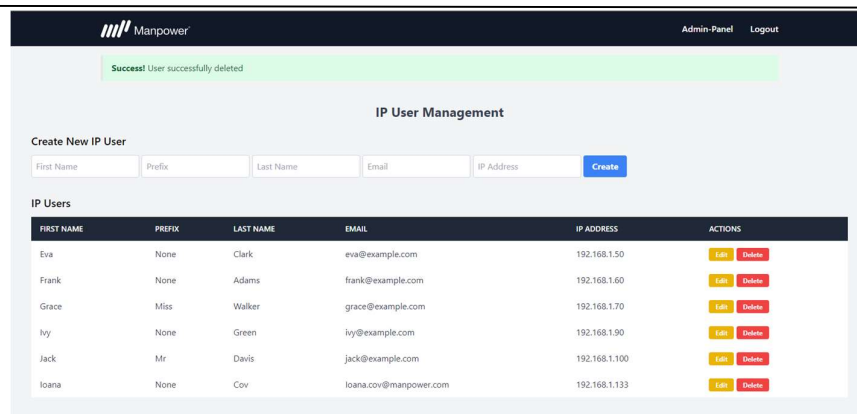 Manpower
Admin-Panel Logout
Success! User successfully deleted
IP User Management
Create New IP User
First Name Prefix Last Name Email IP Address Create
IP Users
FIRST NAME PREFIX LAST NAME EMAIL IP ADDRESS ACTIONS
Eva None Clark eva@example.com 192.168.1.50 Edit Delete
Frank None Adams frank@example.com 192.168.1.60 Edit Delete
Grace Miss Walker grace@example.com 192.168.1.70 Edit Delete
Ivy None Green ivy@example.com 192.168.1.90 Edit Delete
Jack Mr Davis jack@example.com 192.168.1.100 Edit Delete
Ioana None Cov Ioana.cov@manpower.com 192.168.1.133 Edit Delete